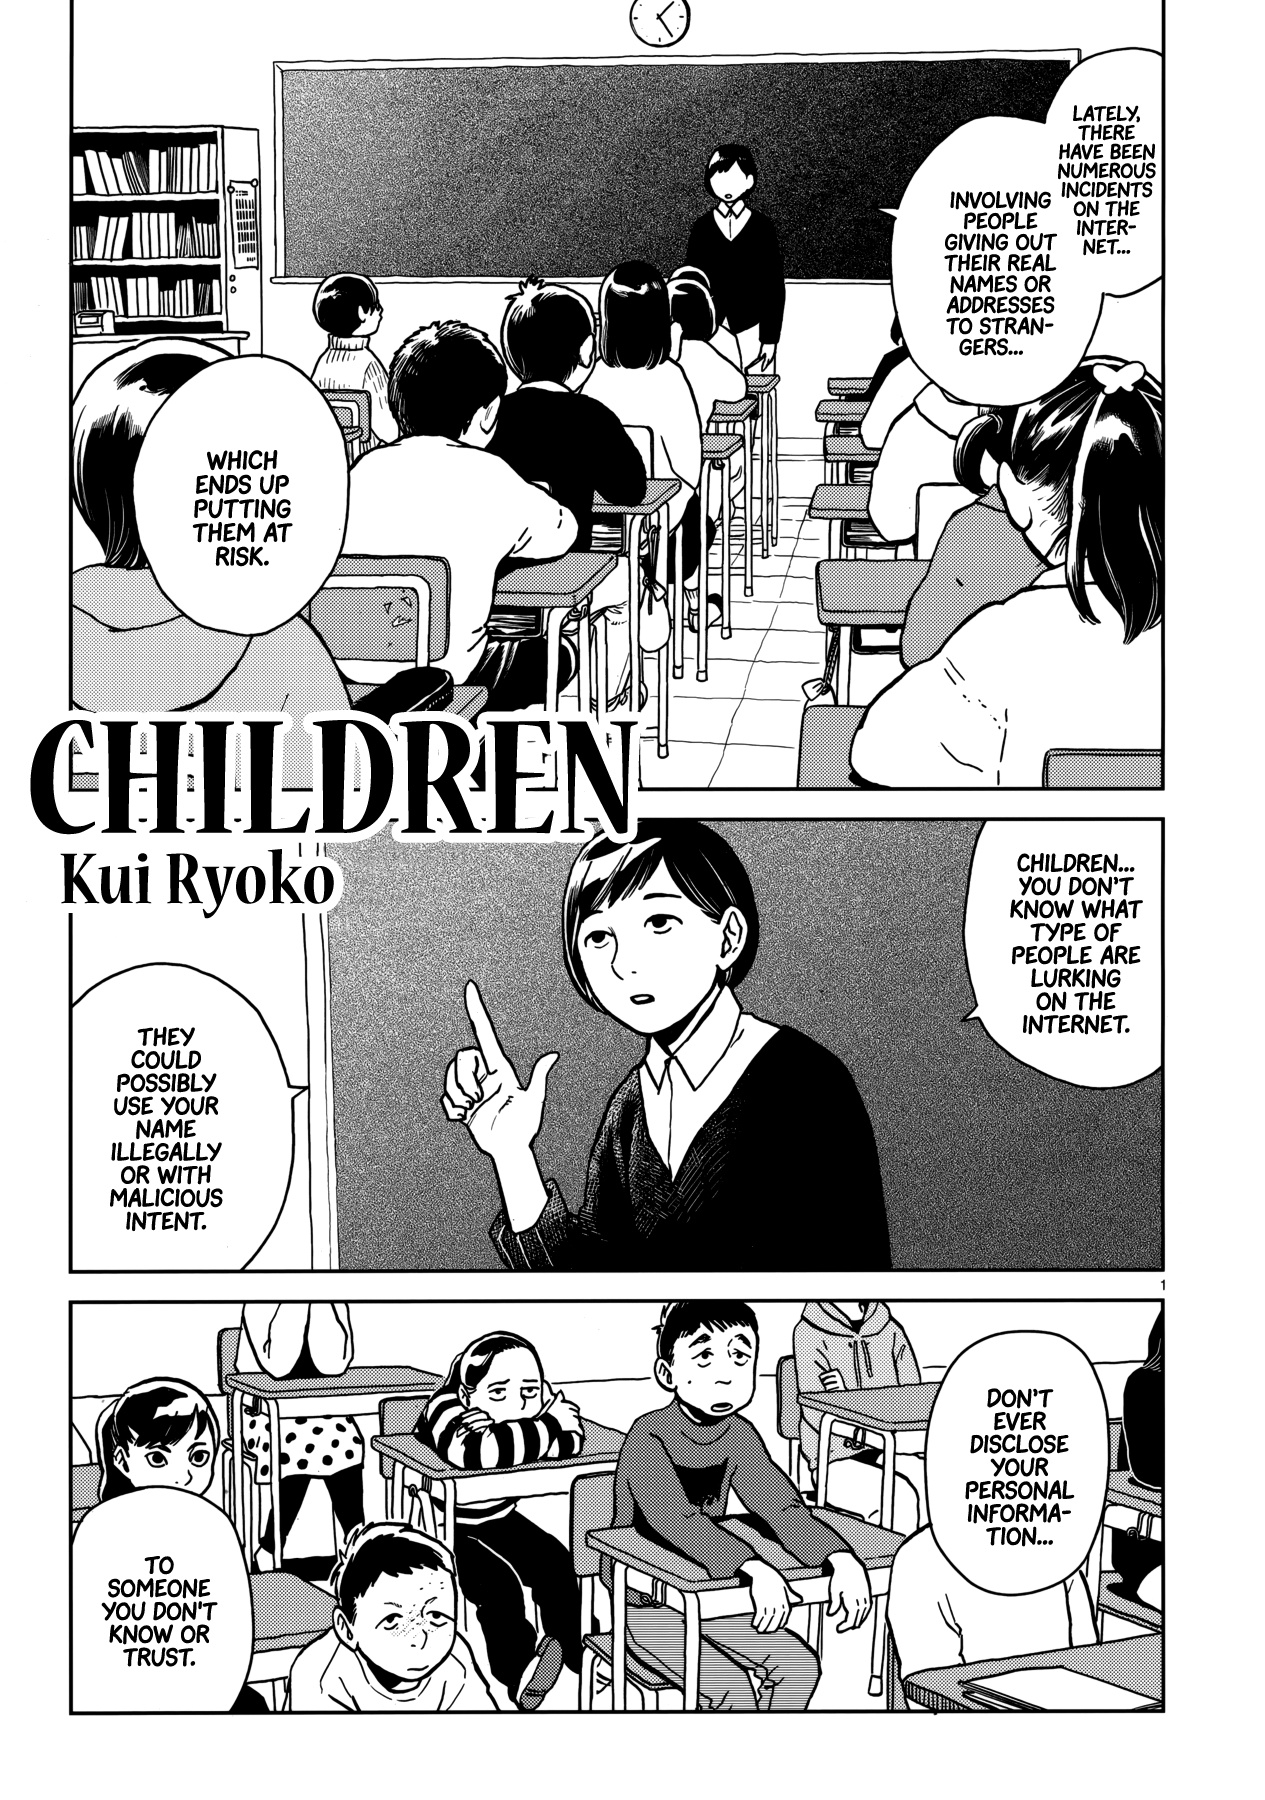 LATELY,
THERE
HAVE BEEN
NUMEROUS
INCIDENTS
ON THE
INTER-
NET...
INVOLVING
PEOPLE
GIVING OUT
THEIR REAL
NAMES OR
ADDRESSES
TO STRAN-
GERS...
WHICH
ENDS UP
PUTTING
THEM AT
RISK.
CHILDREN
Kui Ryoko
CHILDREN...
YOU DON'T
KNOW WHAT
TYPE OF
PEOPLE ARE
LURKING
ON THE
INTERNET.
THEY
COULD
POSSIBLY
USE YOUR
NAME
ILLEGALLY
OR WITH
MALICIOUS
INTENT.
1
DON'T
EVER
DISCLOSE
YOUR
PERSONAL
INFORMA-
TION...
TO
SOMEONE
YOU DON'T
KNOW OR
TRUST.